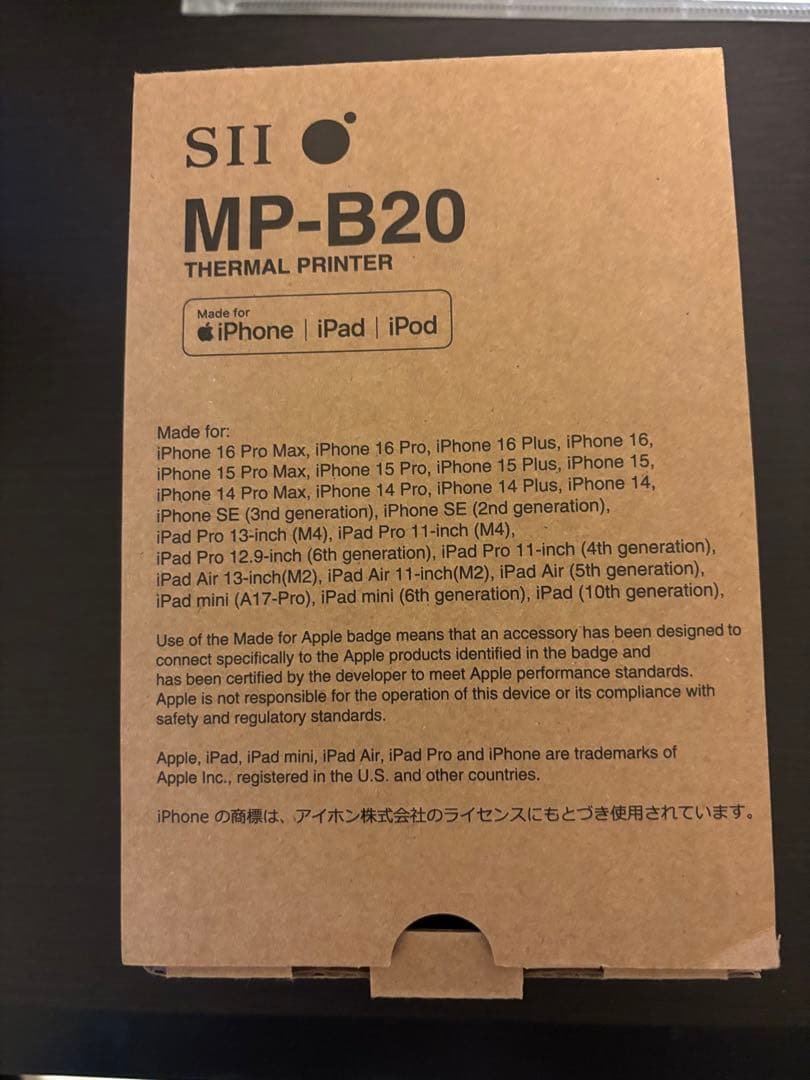 SII
MP-B20
THERMAL PRINTER
Made for
iPhone | iPad | iPod
Made for:
iPhone 16 Pro Max, iPhone 16 Pro, iPhone 16 Plus, iPhone 16,
iPhone 15 Pro Max, iPhone 15 Pro, iPhone 15 Plus, iPhone 15,
iPhone 14 Pro Max, iPhone 14 Pro, iPhone 14 Plus, iPhone 14,
iPhone SE (3nd generation), iPhone SE (2nd generation),
iPad Pro 13-inch (M4), iPad Pro 11-inch (M4),
iPad Pro 12.9-inch (6th generation), iPad Pro 11-inch (4th generation),
iPad Air 13-inch(M2), iPad Air 11-inch(M2), iPad Air (5th generation),
iPad mini (A17-Pro), iPad mini (6th generation), iPad (10th generation),
Use of the Made for Apple badge means that an accessory has been designed to
connect specifically to the Apple products identified in the badge and
has been certified by the developer to meet Apple performance standards.
Apple is not responsible for the operation of this device or its compliance with
safety and regulatory standards.
Apple, iPad, iPad mini, iPad Air, iPad Pro and iPhone are trademarks of
Apple Inc., registered in the U.S. and other countries.
iPhone の商標は、アイホン株式会社のライセンスにもとづき使用されています。